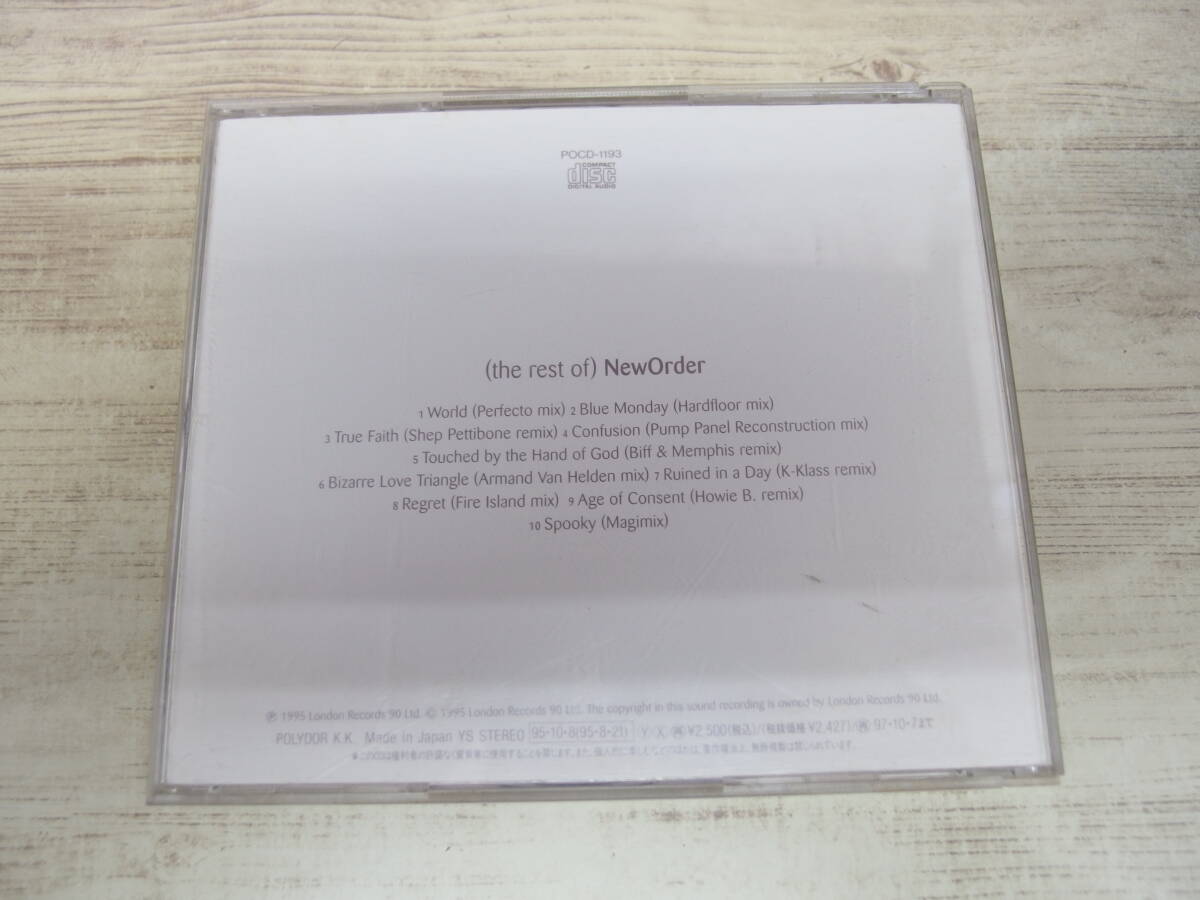 POCD-1193
COMPACT
disc
DIGITAL AUDIO
(the rest of) NewOrder
1 World (Perfecto mix) 2 Blue Monday (Hardfloor mix)
3 True Faith (Shep Pettibone remix) 4 Confusion (Pump Panel Reconstruction mix)
5 Touched by the Hand of God (Biff & Memphis remix)
6 Bizarre Love Triangle (Armand Van Helden mix) 7 Ruined in a Day (K-Klass remix)
8 Regret (Fire Island mix) 9 Age of Consent (Howie B. remix)
10 Spooky (Magimix)
℗ 1995 London Records 90 Ltd. © 1995 London Records 90 Ltd. The copyright in this sound recording is owned by London Records 90 Ltd.
POLYDOR K.K. Made in Japan YS STEREO 95·10·8(95·8·21) Y X ¥2,500(税込)/(税抜価格¥2,427) 97·10·7まで